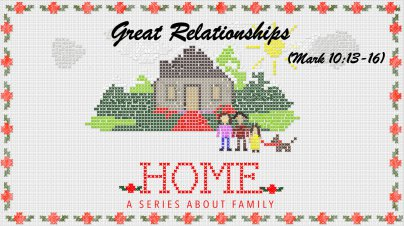 Great Relationships
(Mark 10:13-16)
HOME
A SERIES ABOUT FAMILY